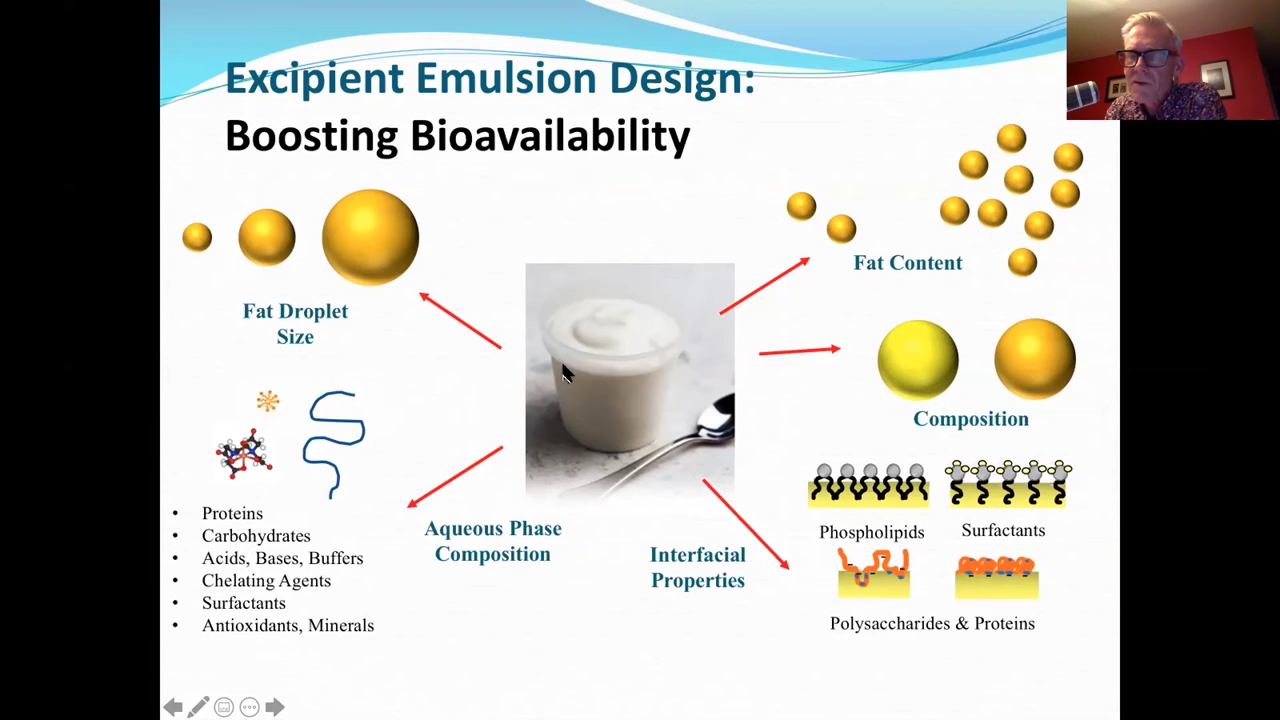 Excipient Emulsion Design:
Boosting Bioavailability
Fat Droplet
Size
Fat Content
Composition
Aqueous Phase
Composition
• Proteins
• Carbohydrates
• Acids, Bases, Buffers
• Chelating Agents
• Surfactants
• Antioxidants, Minerals
Interfacial
Properties
Phospholipids
Surfactants
Polysaccharides & Proteins